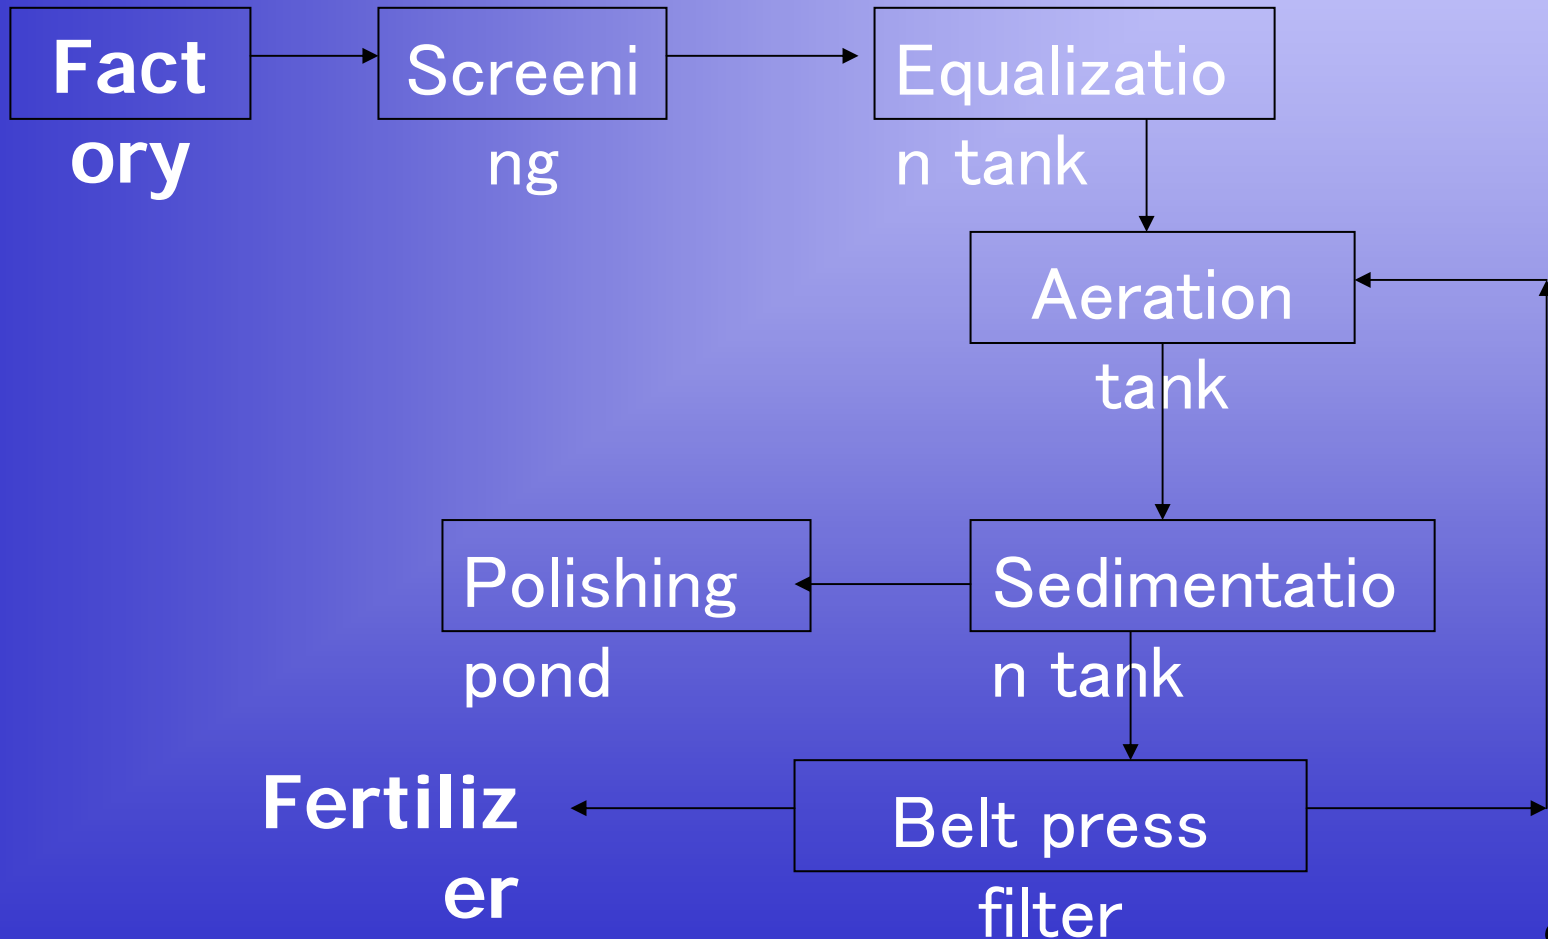 Fact
ory
Screeni
ng
Equalizatio
n tank
Aeration
tank
Polishing
pond
Sedimentatio
n tank
Fertiliz
er
Belt press
filter